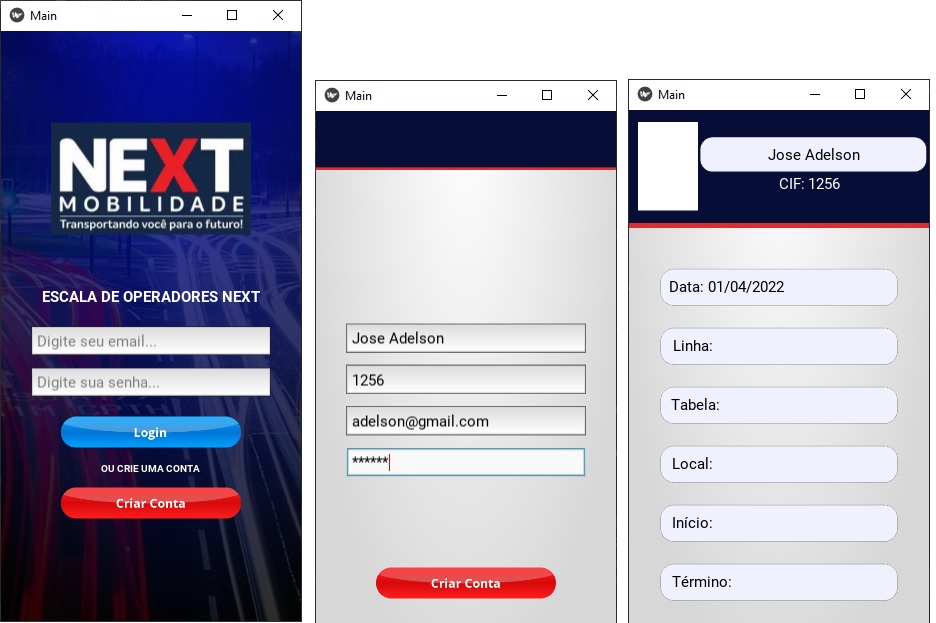 Main
NEXT
MOBILIDADE
Transportando você para o futuro!
ESCALA DE OPERADORES NEXT
Digite seu email...
Digite sua senha...
Login
OU CRIE UMA CONTA
Criar Conta
Main
Jose Adelson
1256
adelson@gmail.com
******
Criar Conta
Main
Jose Adelson
CIF: 1256
Data: 01/04/2022
Linha:
Tabela:
Local:
Início:
Término: